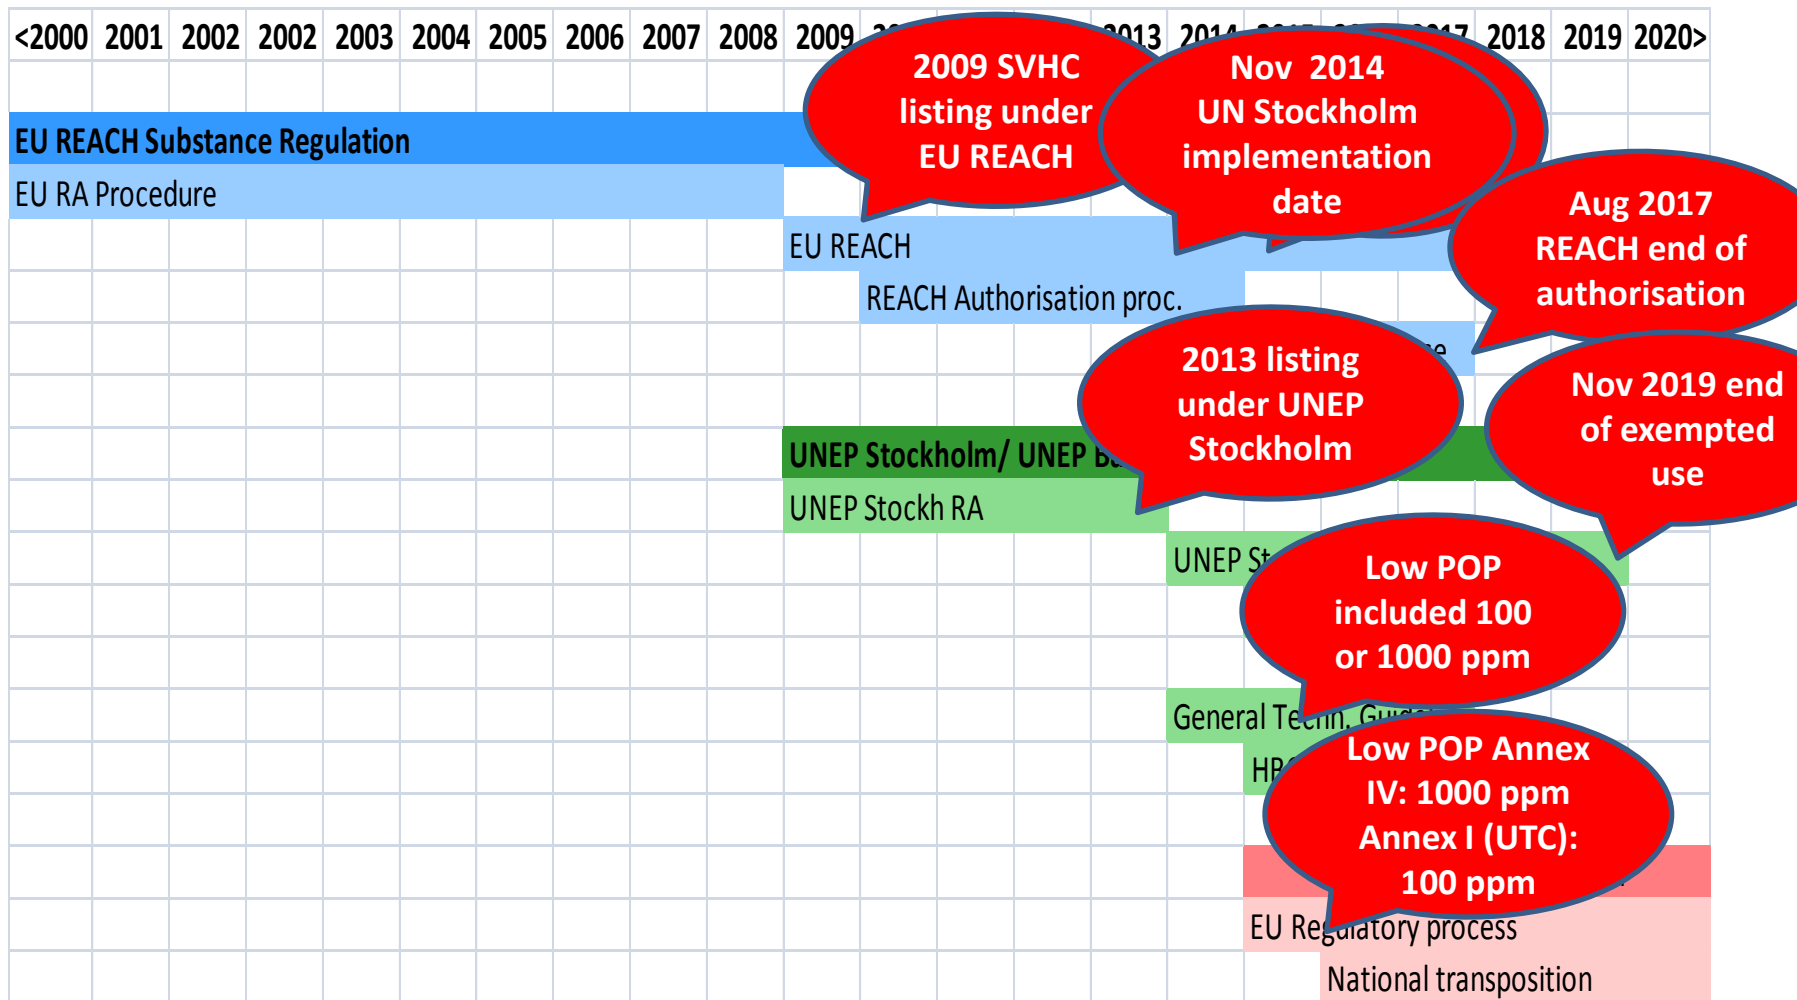 <2000 2001 2002 2002 2003 2004 2005 2006 2007 2008 2009 2013 2018 2019 2020>
2009 SVHC
listing under
EU REACH
Nov 2014
UN Stockholm
implementation
date
EU REACH Substance Regulation
EU RA Procedure
Aug 2017
REACH end of
authorisation
EU REACH
REACH Authorisation proc.
2013 listing
under UNEP
Stockholm
Nov 2019 end
of exempted
use
UNEP Stockholm/ UNEP
UNEP Stockh RA
UNEP
Low POP
included 100
or 1000 ppm
General Techn.
Low POP Annex
IV: 1000 ppm
Annex I (UTC):
100 ppm
EU Regulatory process
National transposition